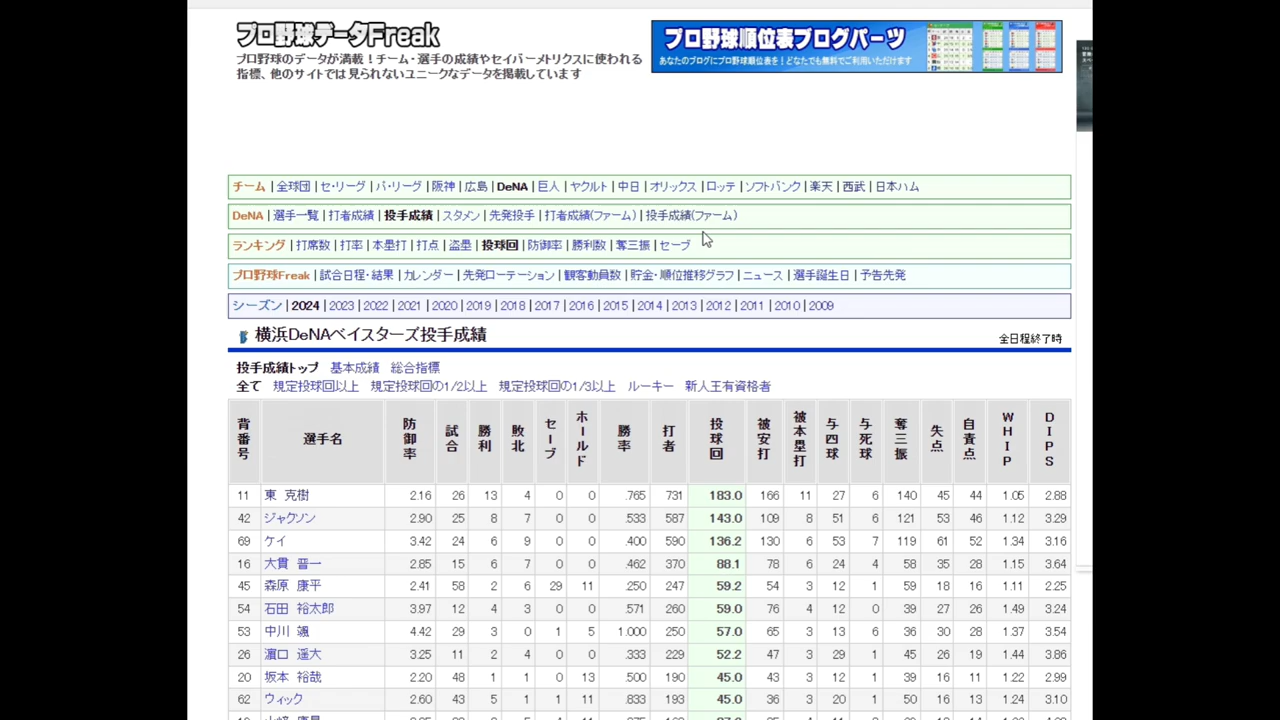 プロ野球データFreak
プロ野球のデータが満載！チーム・選手の成績やセイバーメトリクスに使われる
指標、他のサイトでは見られないユニークなデータを掲載しています
プロ野球順位表ブログパーツ
あなたのブログにプロ野球順位表を！どなたでも無料でご利用いただけます
チーム | 全球団 | セ・リーグ | パ・リーグ | 阪神 | 広島 | DeNA | 巨人 | ヤクルト | 中日 | オリックス | ロッテ | ソフトバンク | 楽天 | 西武 | 日本ハム
DeNA | 選手一覧 | 打者成績 | 投手成績 | スタメン | 先発投手 | 打者成績(ファーム) | 投手成績(ファーム)
ランキング | 打席数 | 打率 | 本塁打 | 打点 | 盗塁 | 投球回 | 防御率 | 勝利数 | 奪三振 | セーブ
プロ野球Freak | 試合日程・結果 | カレンダー | 先発ローテーション | 観客動員数 | 貯金・順位推移グラフ | ニュース | 選手誕生日 | 予告先発
シーズン | 2024 | 2023 | 2022 | 2021 | 2020 | 2019 | 2018 | 2017 | 2016 | 2015 | 2014 | 2013 | 2012 | 2011 | 2010 | 2009
横浜DeNAベイスターズ投手成績 全日程終了時
投手成績トップ 基本成績 総合指標
全て 規定投球回以上 規定投球回の1/2以上 規定投球回の1/3以上 ルーキー 新人王有資格者
背番号 選手名 防御率 試合 勝利 敗北 セーブ ホールド 勝率 打者 投球回 被安打 被本塁打 与四球 与死球 奪三振 失点 自責点 WHIP DIPS
11 東 克樹 2.16 26 13 4 0 0 .765 731 183.0 166 11 27 6 140 45 44 1.05 2.88
42 ジャクソン 2.90 25 8 7 0 0 .533 587 143.0 109 8 51 6 121 53 46 1.12 3.29
69 ケイ 3.42 24 6 9 0 0 .400 590 136.2 130 6 53 7 119 61 52 1.34 3.16
16 大貫 晋一 2.85 15 6 7 0 0 .462 370 88.1 78 6 24 4 58 35 28 1.15 3.64
45 森原 康平 2.41 58 2 6 29 11 .250 247 59.2 54 3 12 1 59 18 16 1.11 2.25
54 石田 裕太郎 3.97 12 4 3 0 0 .571 260 59.0 76 4 12 0 39 27 26 1.49 3.24
53 中川 颯 4.42 29 3 0 1 5 1.000 250 57.0 65 3 13 6 36 30 28 1.37 3.54
26 濵口 遥大 3.25 11 2 4 0 0 .333 229 52.2 47 3 29 1 45 26 19 1.44 3.86
20 坂本 裕哉 2.20 48 1 1 0 13 .500 190 45.0 43 3 12 1 39 16 11 1.22 2.99
62 ウィック 2.60 43 5 1 1 11 .833 193 45.0 36 3 20 1 50 16 13 1.24 3.10